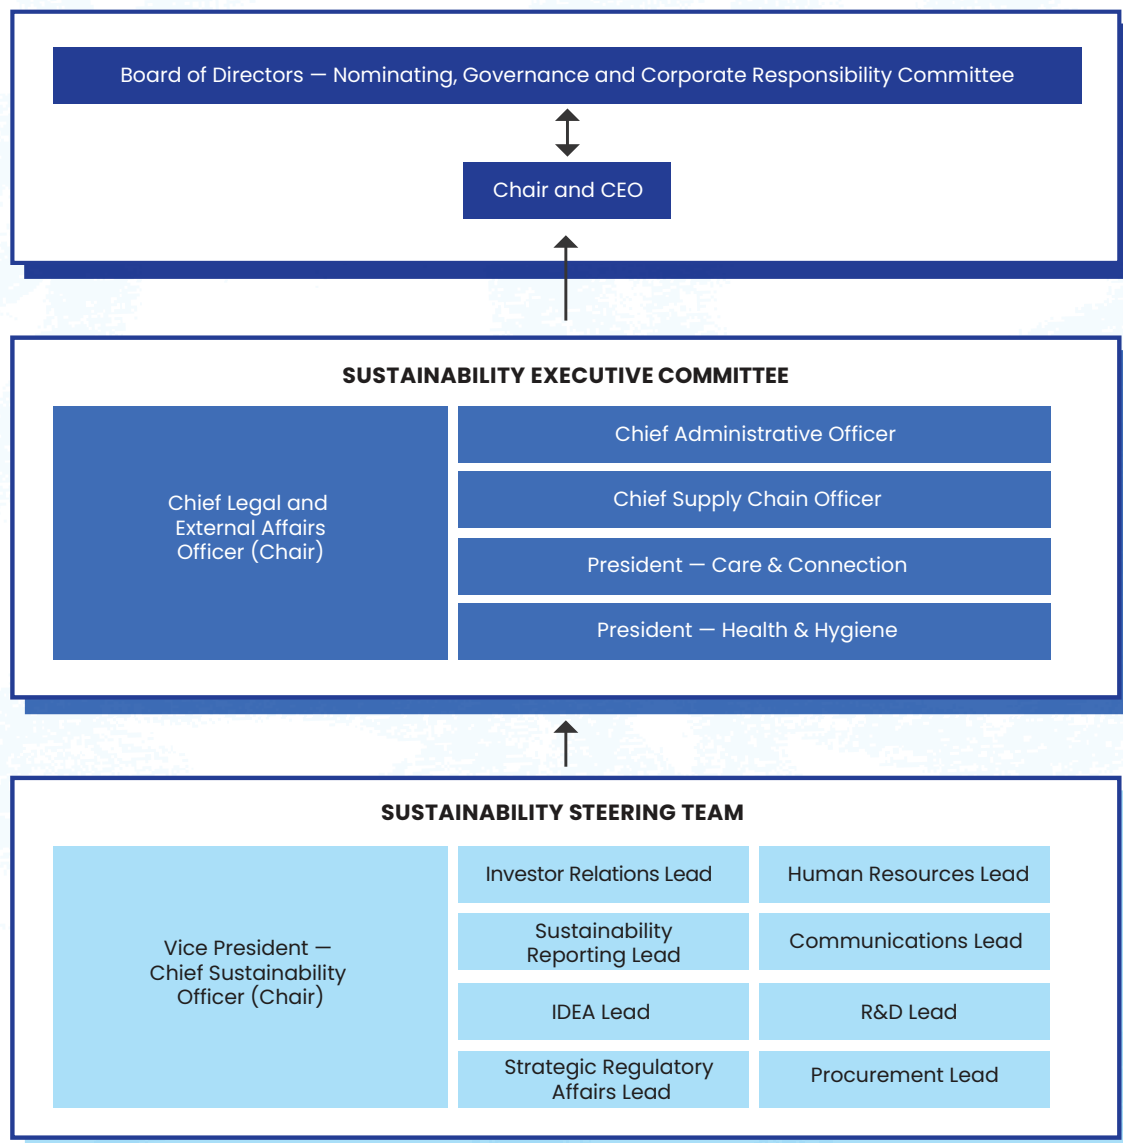 Board of Directors — Nominating, Governance and Corporate Responsibility Committee
Chair and CEO
SUSTAINABILITY EXECUTIVE COMMITTEE
Chief Legal and
External Affairs
Officer (Chair)
Chief Administrative Officer
Chief Supply Chain Officer
President — Care & Connection
President — Health & Hygiene
SUSTAINABILITY STEERING TEAM
Vice President —
Chief Sustainability
Officer (Chair)
Investor Relations Lead
Human Resources Lead
Sustainability
Reporting Lead
Communications Lead
IDEA Lead
R&D Lead
Strategic Regulatory
Affairs Lead
Procurement Lead